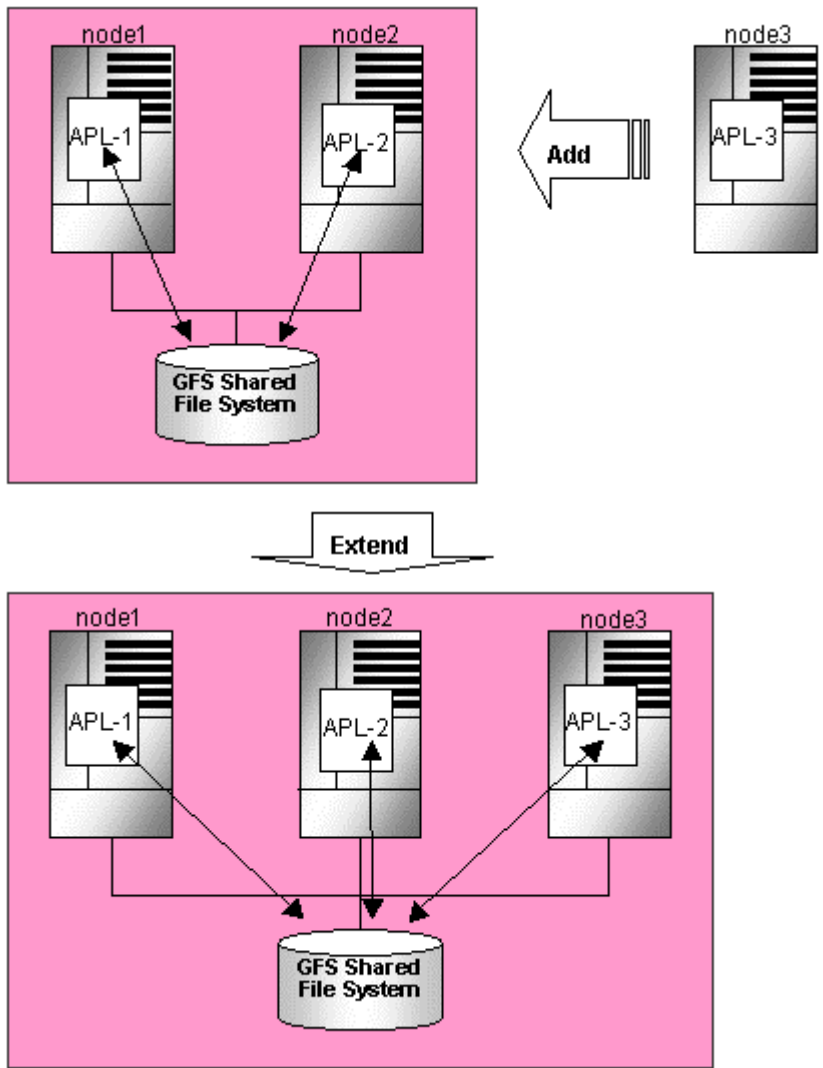 node1
node2
node3
APL-1
APL-2
APL-3
Add
GFS Shared
File System
Extend
node1
node2
node3
APL-1
APL-2
APL-3
GFS Shared
File System